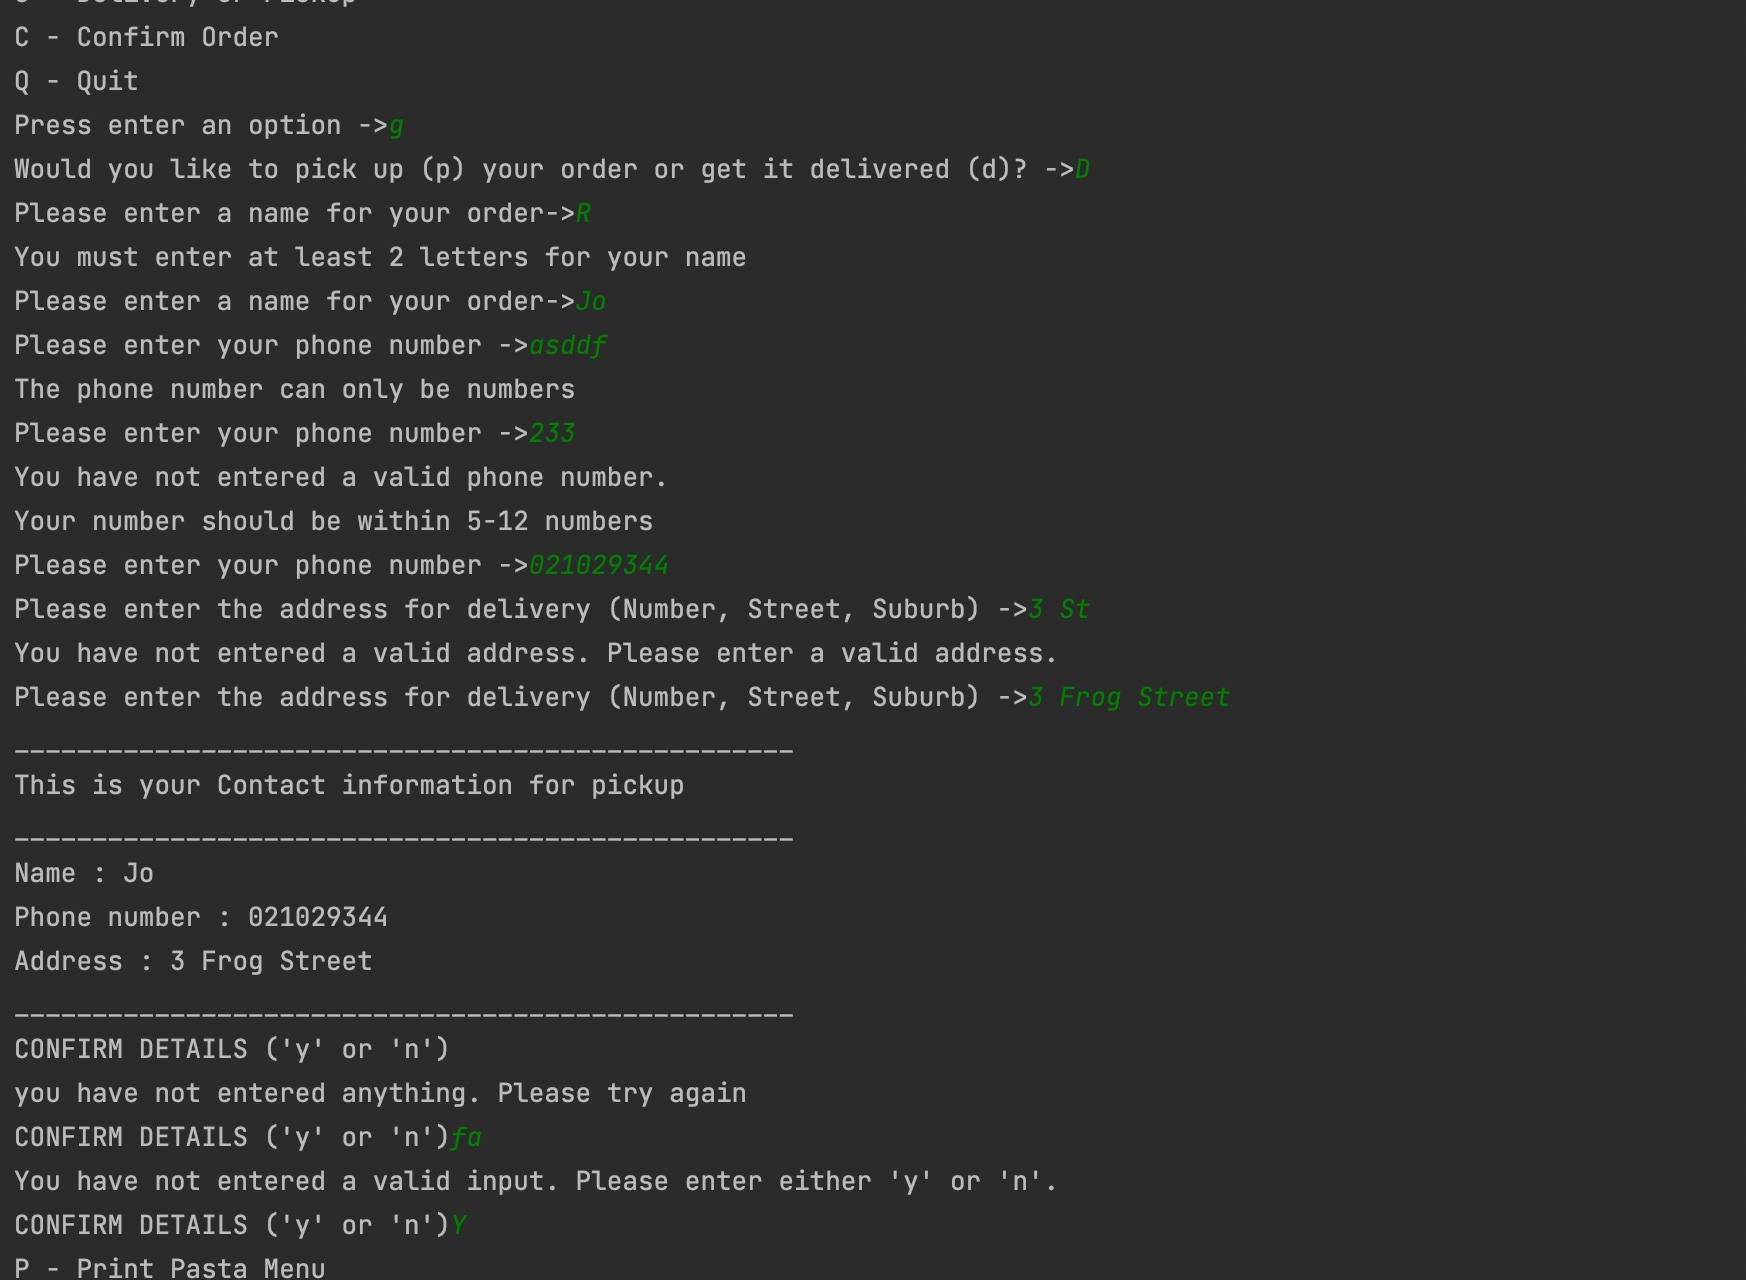 G - Delivery or Pickup
C - Confirm Order
Q - Quit
Press enter an option ->g
Would you like to pick up (p) your order or get it delivered (d)? ->D
Please enter a name for your order->R
You must enter at least 2 letters for your name
Please enter a name for your order->Jo
Please enter your phone number ->asddf
The phone number can only be numbers
Please enter your phone number ->233
You have not entered a valid phone number.
Your number should be within 5-12 numbers
Please enter your phone number ->021029344
Please enter the address for delivery (Number, Street, Suburb) ->3 St
You have not entered a valid address. Please enter a valid address.
Please enter the address for delivery (Number, Street, Suburb) ->3 Frog Street
__________________________________________________
This is your Contact information for pickup
__________________________________________________
Name : Jo
Phone number : 021029344
Address : 3 Frog Street
__________________________________________________
CONFIRM DETAILS ('y' or 'n')
you have not entered anything. Please try again
CONFIRM DETAILS ('y' or 'n')fa
You have not entered a valid input. Please enter either 'y' or 'n'.
CONFIRM DETAILS ('y' or 'n')Y
P - Print Pasta Menu